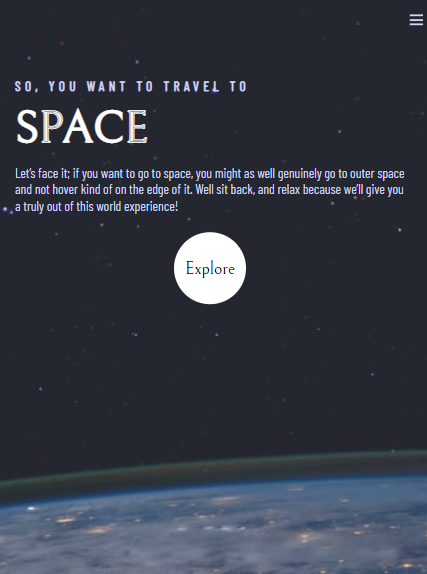 SO, YOU WANT TO TRAVEL TO
SPACE
Let's face it; if you want to go to space, you might as well genuinely go to outer space
and not hover kind of on the edge of it. Well sit back, and relax because we'll give you
a truly out of this world experience!
Explore